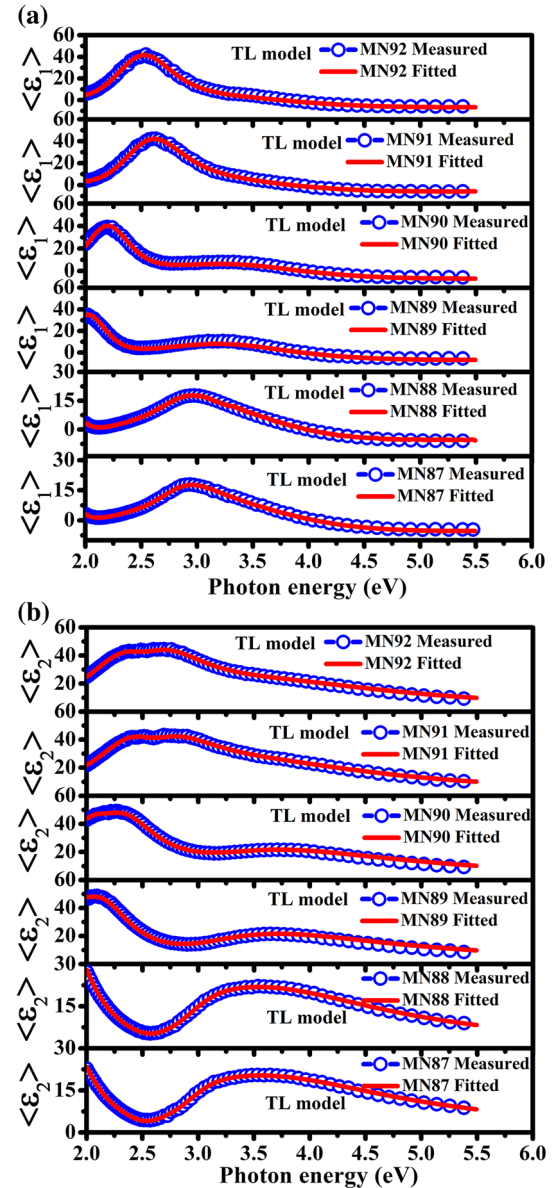 (a)
60
40
20
0
<ε1>
TL model
MN92 Measured
MN92 Fitted
60
40
20
0
<ε1>
TL model
MN91 Measured
MN91 Fitted
60
40
20
0
<ε1>
TL model
MN90 Measured
MN90 Fitted
60
40
20
0
<ε1>
TL model
MN89 Measured
MN89 Fitted
30
15
0
<ε1>
TL model
MN88 Measured
MN88 Fitted
30
15
0
<ε1>
TL model
MN87 Measured
MN87 Fitted
2.0 2.5 3.0 3.5 4.0 4.5 5.0 5.5 6.0
Photon energy (eV)
(b)
60
40
20
<ε2>
TL model
MN92 Measured
MN92 Fitted
60
40
20
<ε2>
TL model
MN91 Measured
MN91 Fitted
60
40
20
<ε2>
TL model
MN90 Measured
MN90 Fitted
60
40
20
<ε2>
TL model
MN89 Measured
MN89 Fitted
30
15
<ε2>
MN88 Measured
MN88 Fitted
TL model
30
15
0
<ε2>
MN87 Measured
MN87 Fitted
TL model
2.0 2.5 3.0 3.5 4.0 4.5 5.0 5.5 6.0
Photon energy (eV)